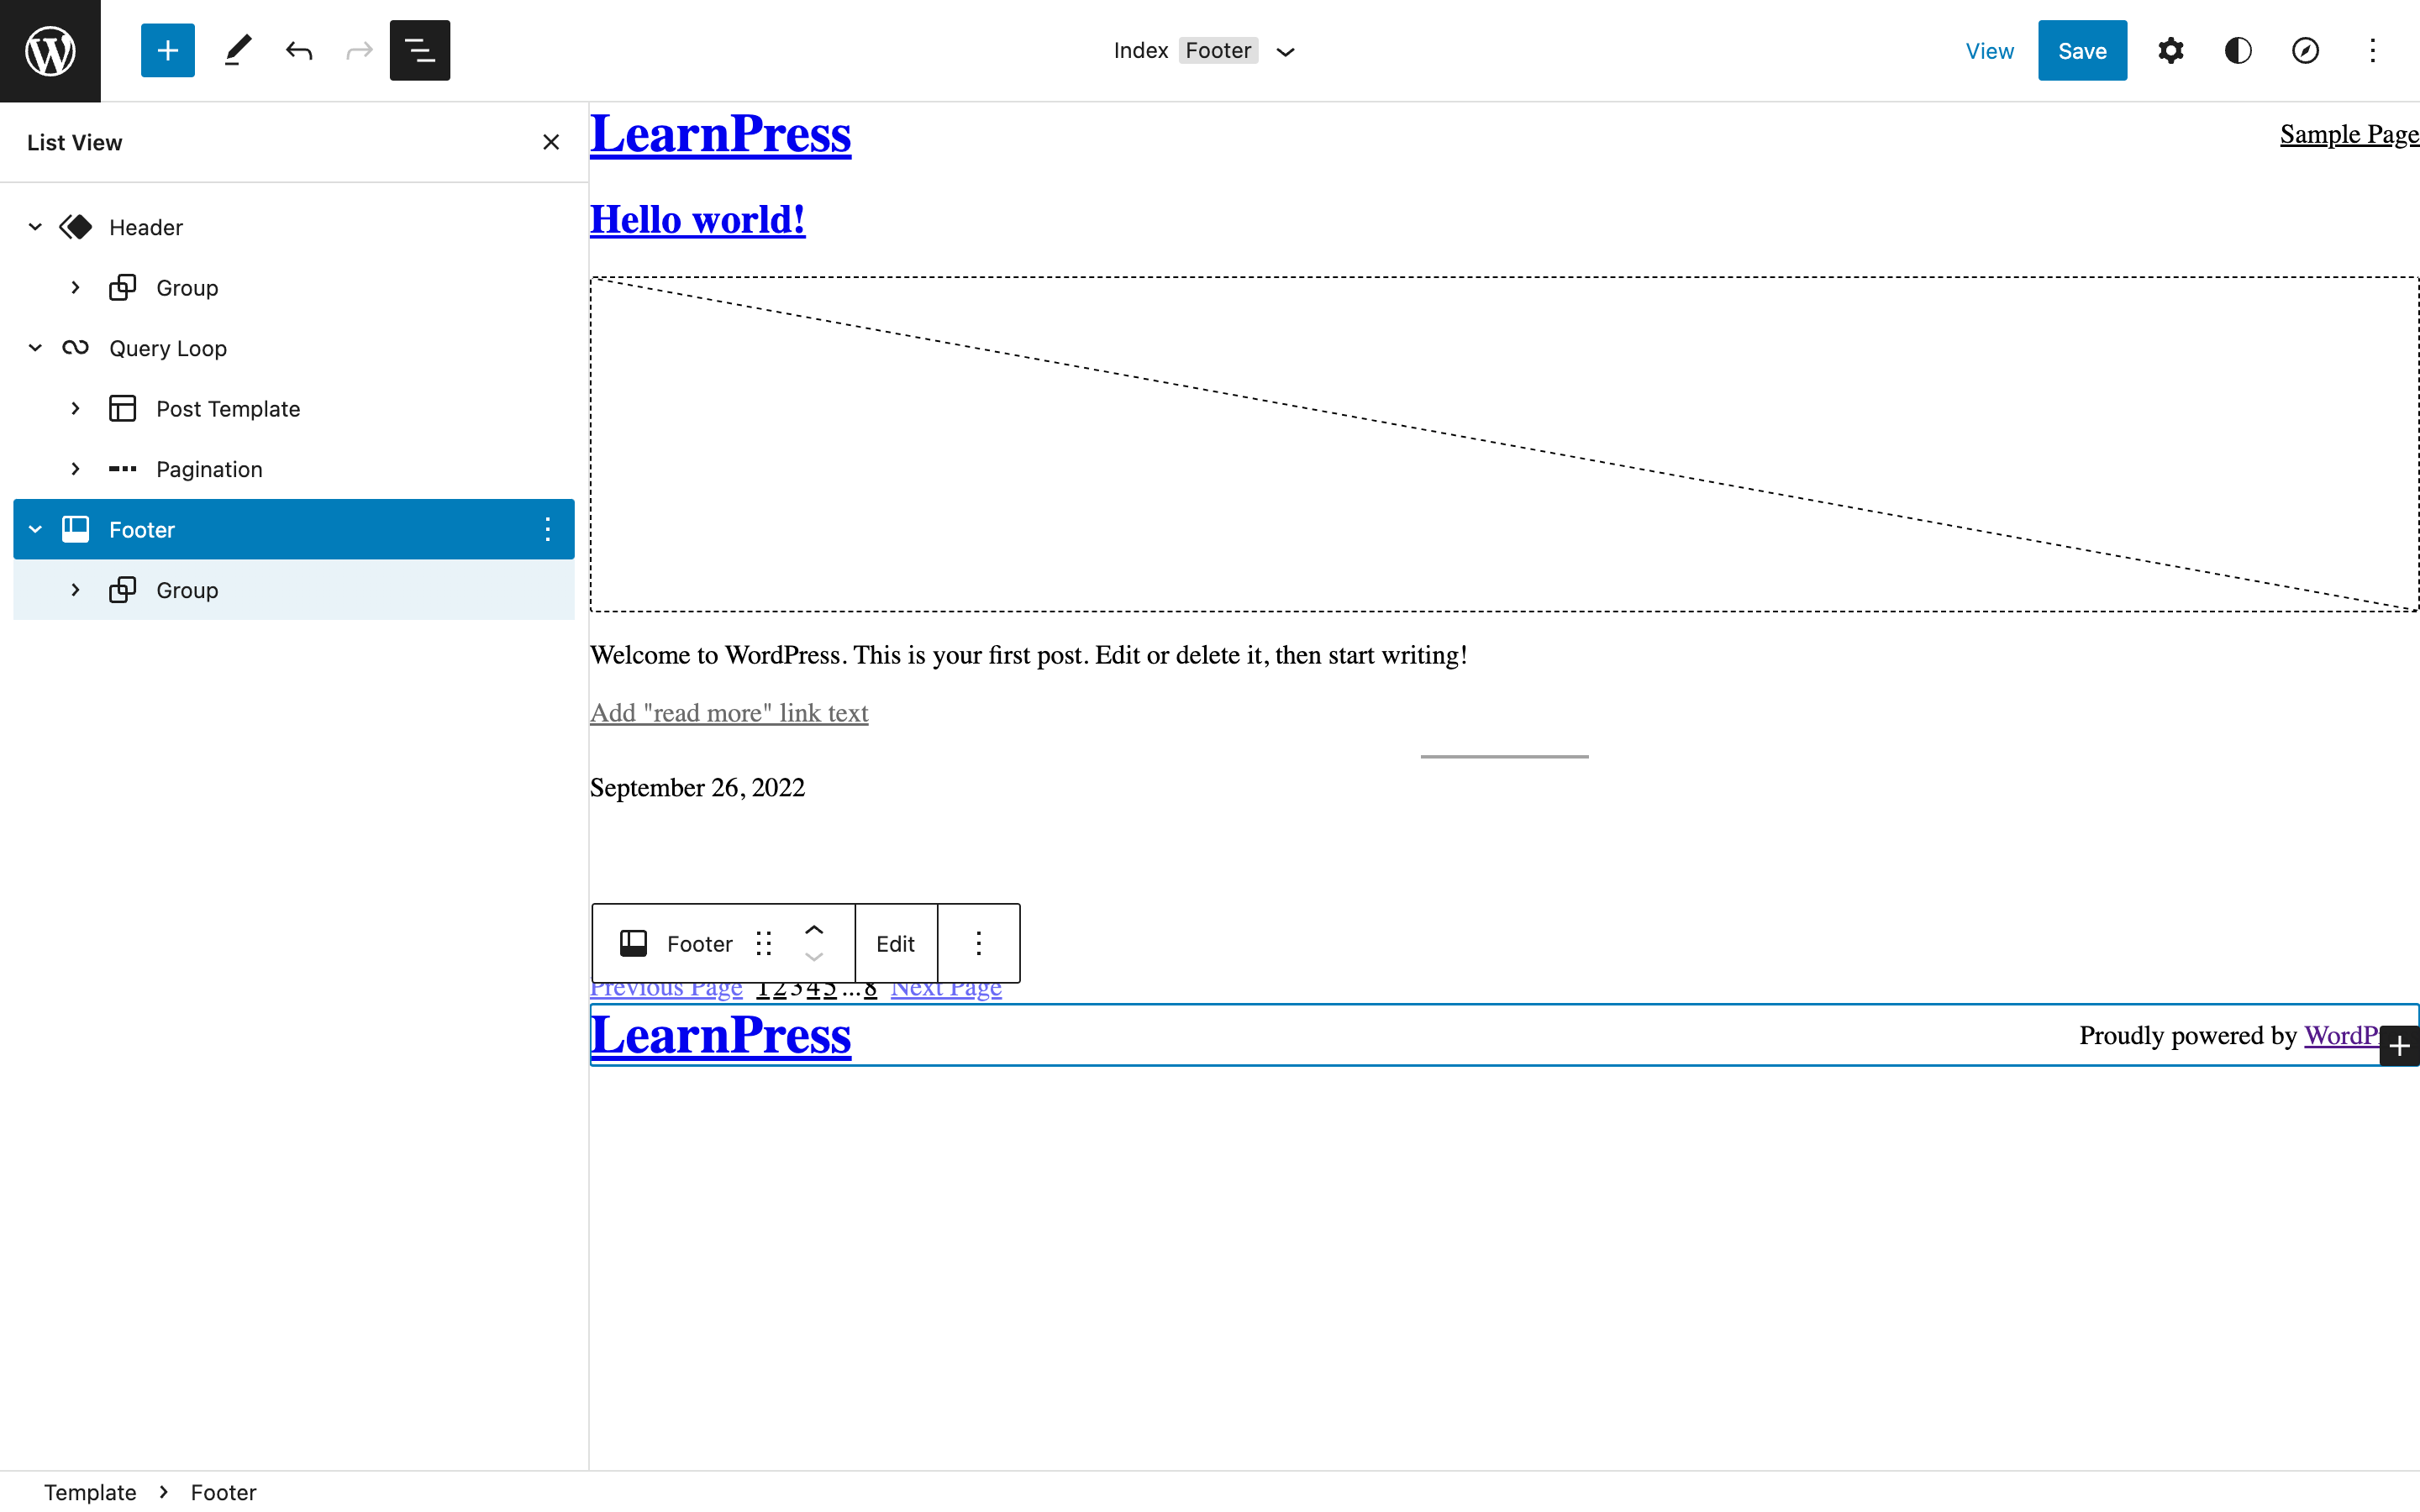 Index Footer
View Save
List View
Header
Group
Query Loop
Post Template
Pagination
Footer
Group
LearnPress
Sample Page
Hello world!
Welcome to WordPress. This is your first post. Edit or delete it, then start writing!
Add "read more" link text
September 26, 2022
Footer Edit
Previous Page 1 2 3 4 5 ... 8 Next Page
LearnPress
Proudly powered by
Template Footer